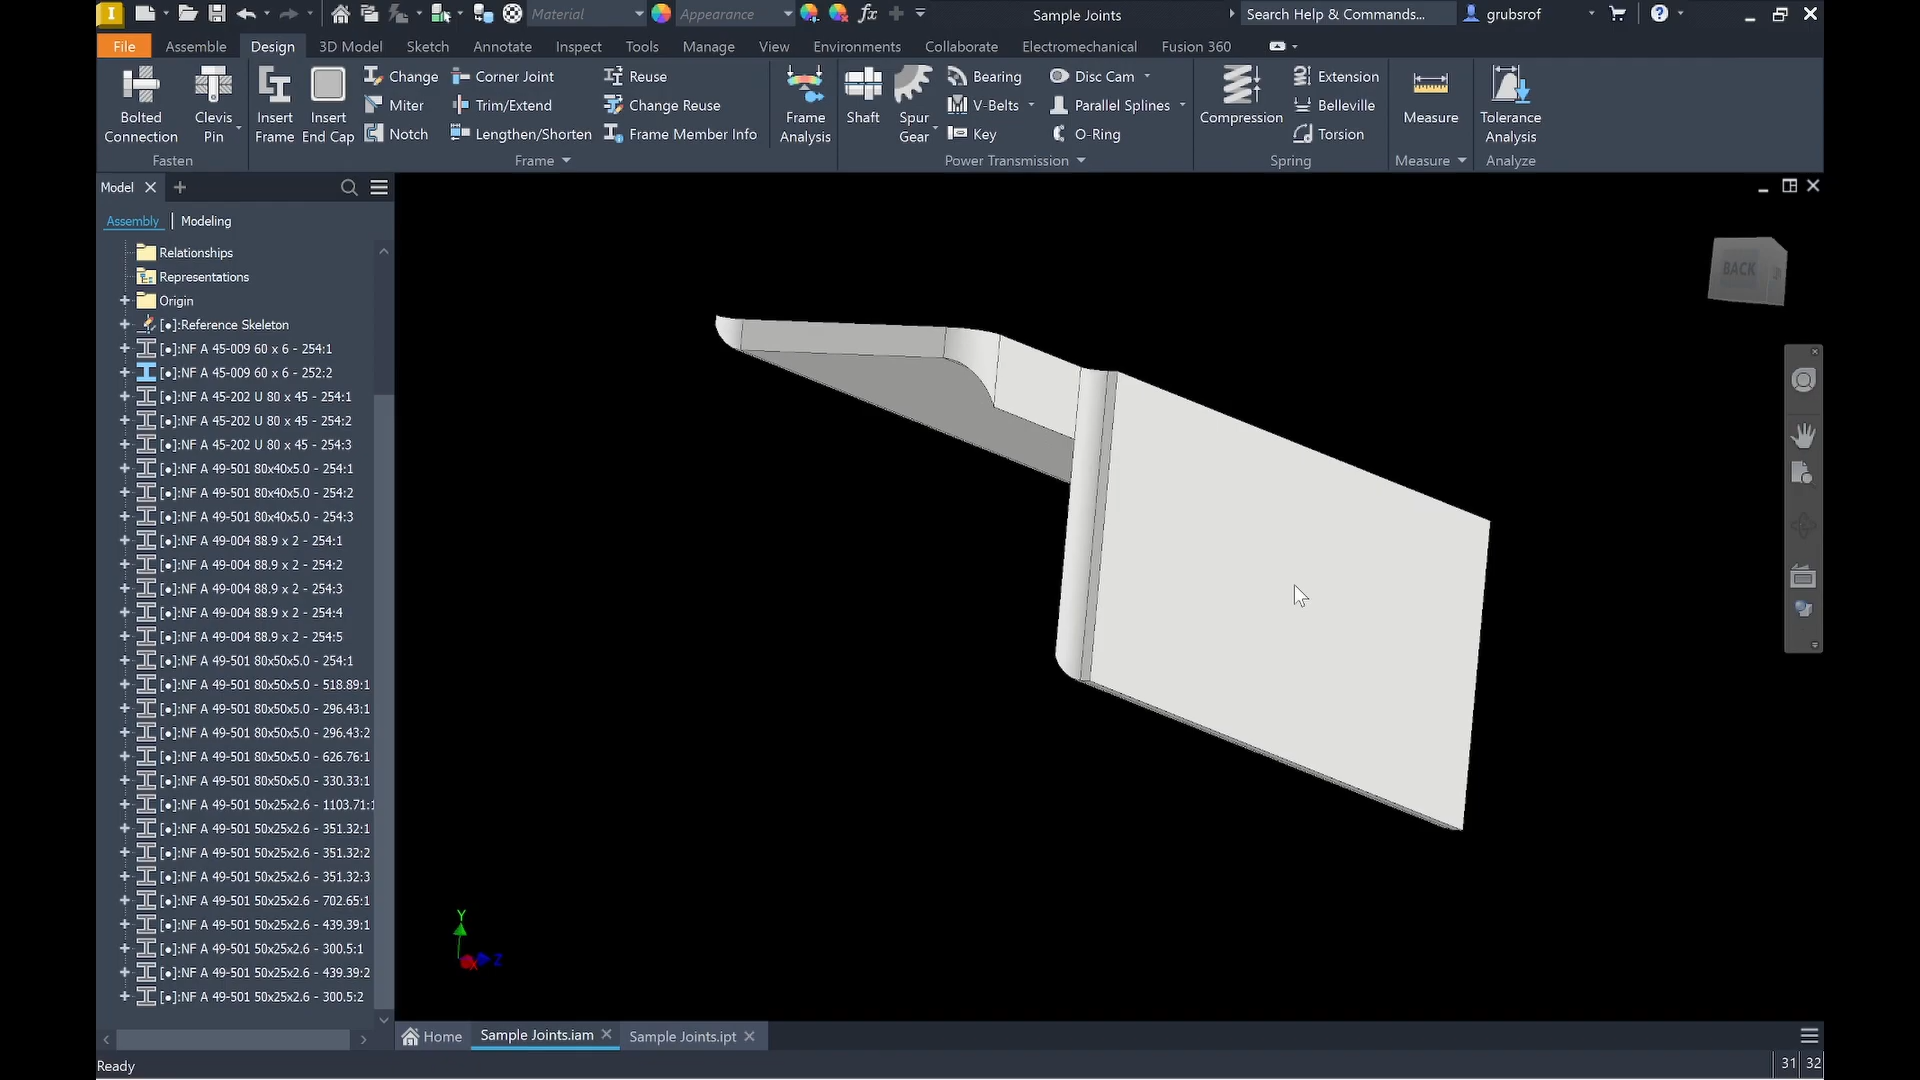 Material
Appearance
fx
Sample Joints
Search Help & Commands...
grubsrof
File
Assemble
Design
3D Model
Sketch
Annotate
Inspect
Tools
Manage
View
Environments
Collaborate
Electromechanical
Fusion 360
Bolted
Connection
Clevis
Pin
Fasten
Insert
Frame
Insert
End Cap
Change
Miter
Notch
Corner Joint
Trim/Extend
Lengthen/Shorten
Reuse
Change Reuse
Frame Member Info
Frame
Frame
Analysis
Shaft
Spur
Gear
Bearing
V-Belts
Key
Disc Cam
Parallel Splines
O-Ring
Power Transmission
Compression
Extension
Belleville
Torsion
Spring
Measure
Measure
Tolerance
Analysis
Analyze
Model
Assembly | Modeling
Relationships
Representations
Origin
[●]:Reference Skeleton
[●]:NF A 45-009 60 x 6 - 254:1
[●]:NF A 45-009 60 x 6 - 252:2
[●]:NF A 45-202 U 80 x 45 - 254:1
[●]:NF A 45-202 U 80 x 45 - 254:2
[●]:NF A 45-202 U 80 x 45 - 254:3
[●]:NF A 49-501 80x40x5.0 - 254:1
[●]:NF A 49-501 80x40x5.0 - 254:2
[●]:NF A 49-501 80x40x5.0 - 254:3
[●]:NF A 49-004 88.9 x 2 - 254:1
[●]:NF A 49-004 88.9 x 2 - 254:2
[●]:NF A 49-004 88.9 x 2 - 254:3
[●]:NF A 49-004 88.9 x 2 - 254:4
[●]:NF A 49-004 88.9 x 2 - 254:5
[●]:NF A 49-501 80x50x5.0 - 254:1
[●]:NF A 49-501 80x50x5.0 - 518.89:1
[●]:NF A 49-501 80x50x5.0 - 296.43:1
[●]:NF A 49-501 80x50x5.0 - 296.43:2
[●]:NF A 49-501 80x50x5.0 - 626.76:1
[●]:NF A 49-501 80x50x5.0 - 330.33:1
[●]:NF A 49-501 50x25x2.6 - 1103.71:1
[●]:NF A 49-501 50x25x2.6 - 351.32:1
[●]:NF A 49-501 50x25x2.6 - 351.32:2
[●]:NF A 49-501 50x25x2.6 - 351.32:3
[●]:NF A 49-501 50x25x2.6 - 702.65:1
[●]:NF A 49-501 50x25x2.6 - 439.39:1
[●]:NF A 49-501 50x25x2.6 - 300.5:1
[●]:NF A 49-501 50x25x2.6 - 439.39:2
[●]:NF A 49-501 50x25x2.6 - 300.5:2
BACK
Y
X
Z
Home
Sample Joints.iam
Sample Joints.ipt
Ready
31
32